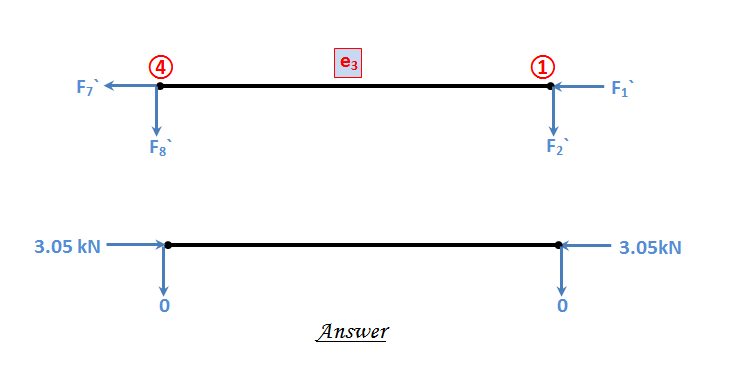 e₃
④ ①
F₇` F₁`
F₈` F₂`
3.05 kN 3.05kN
0 0
Answer